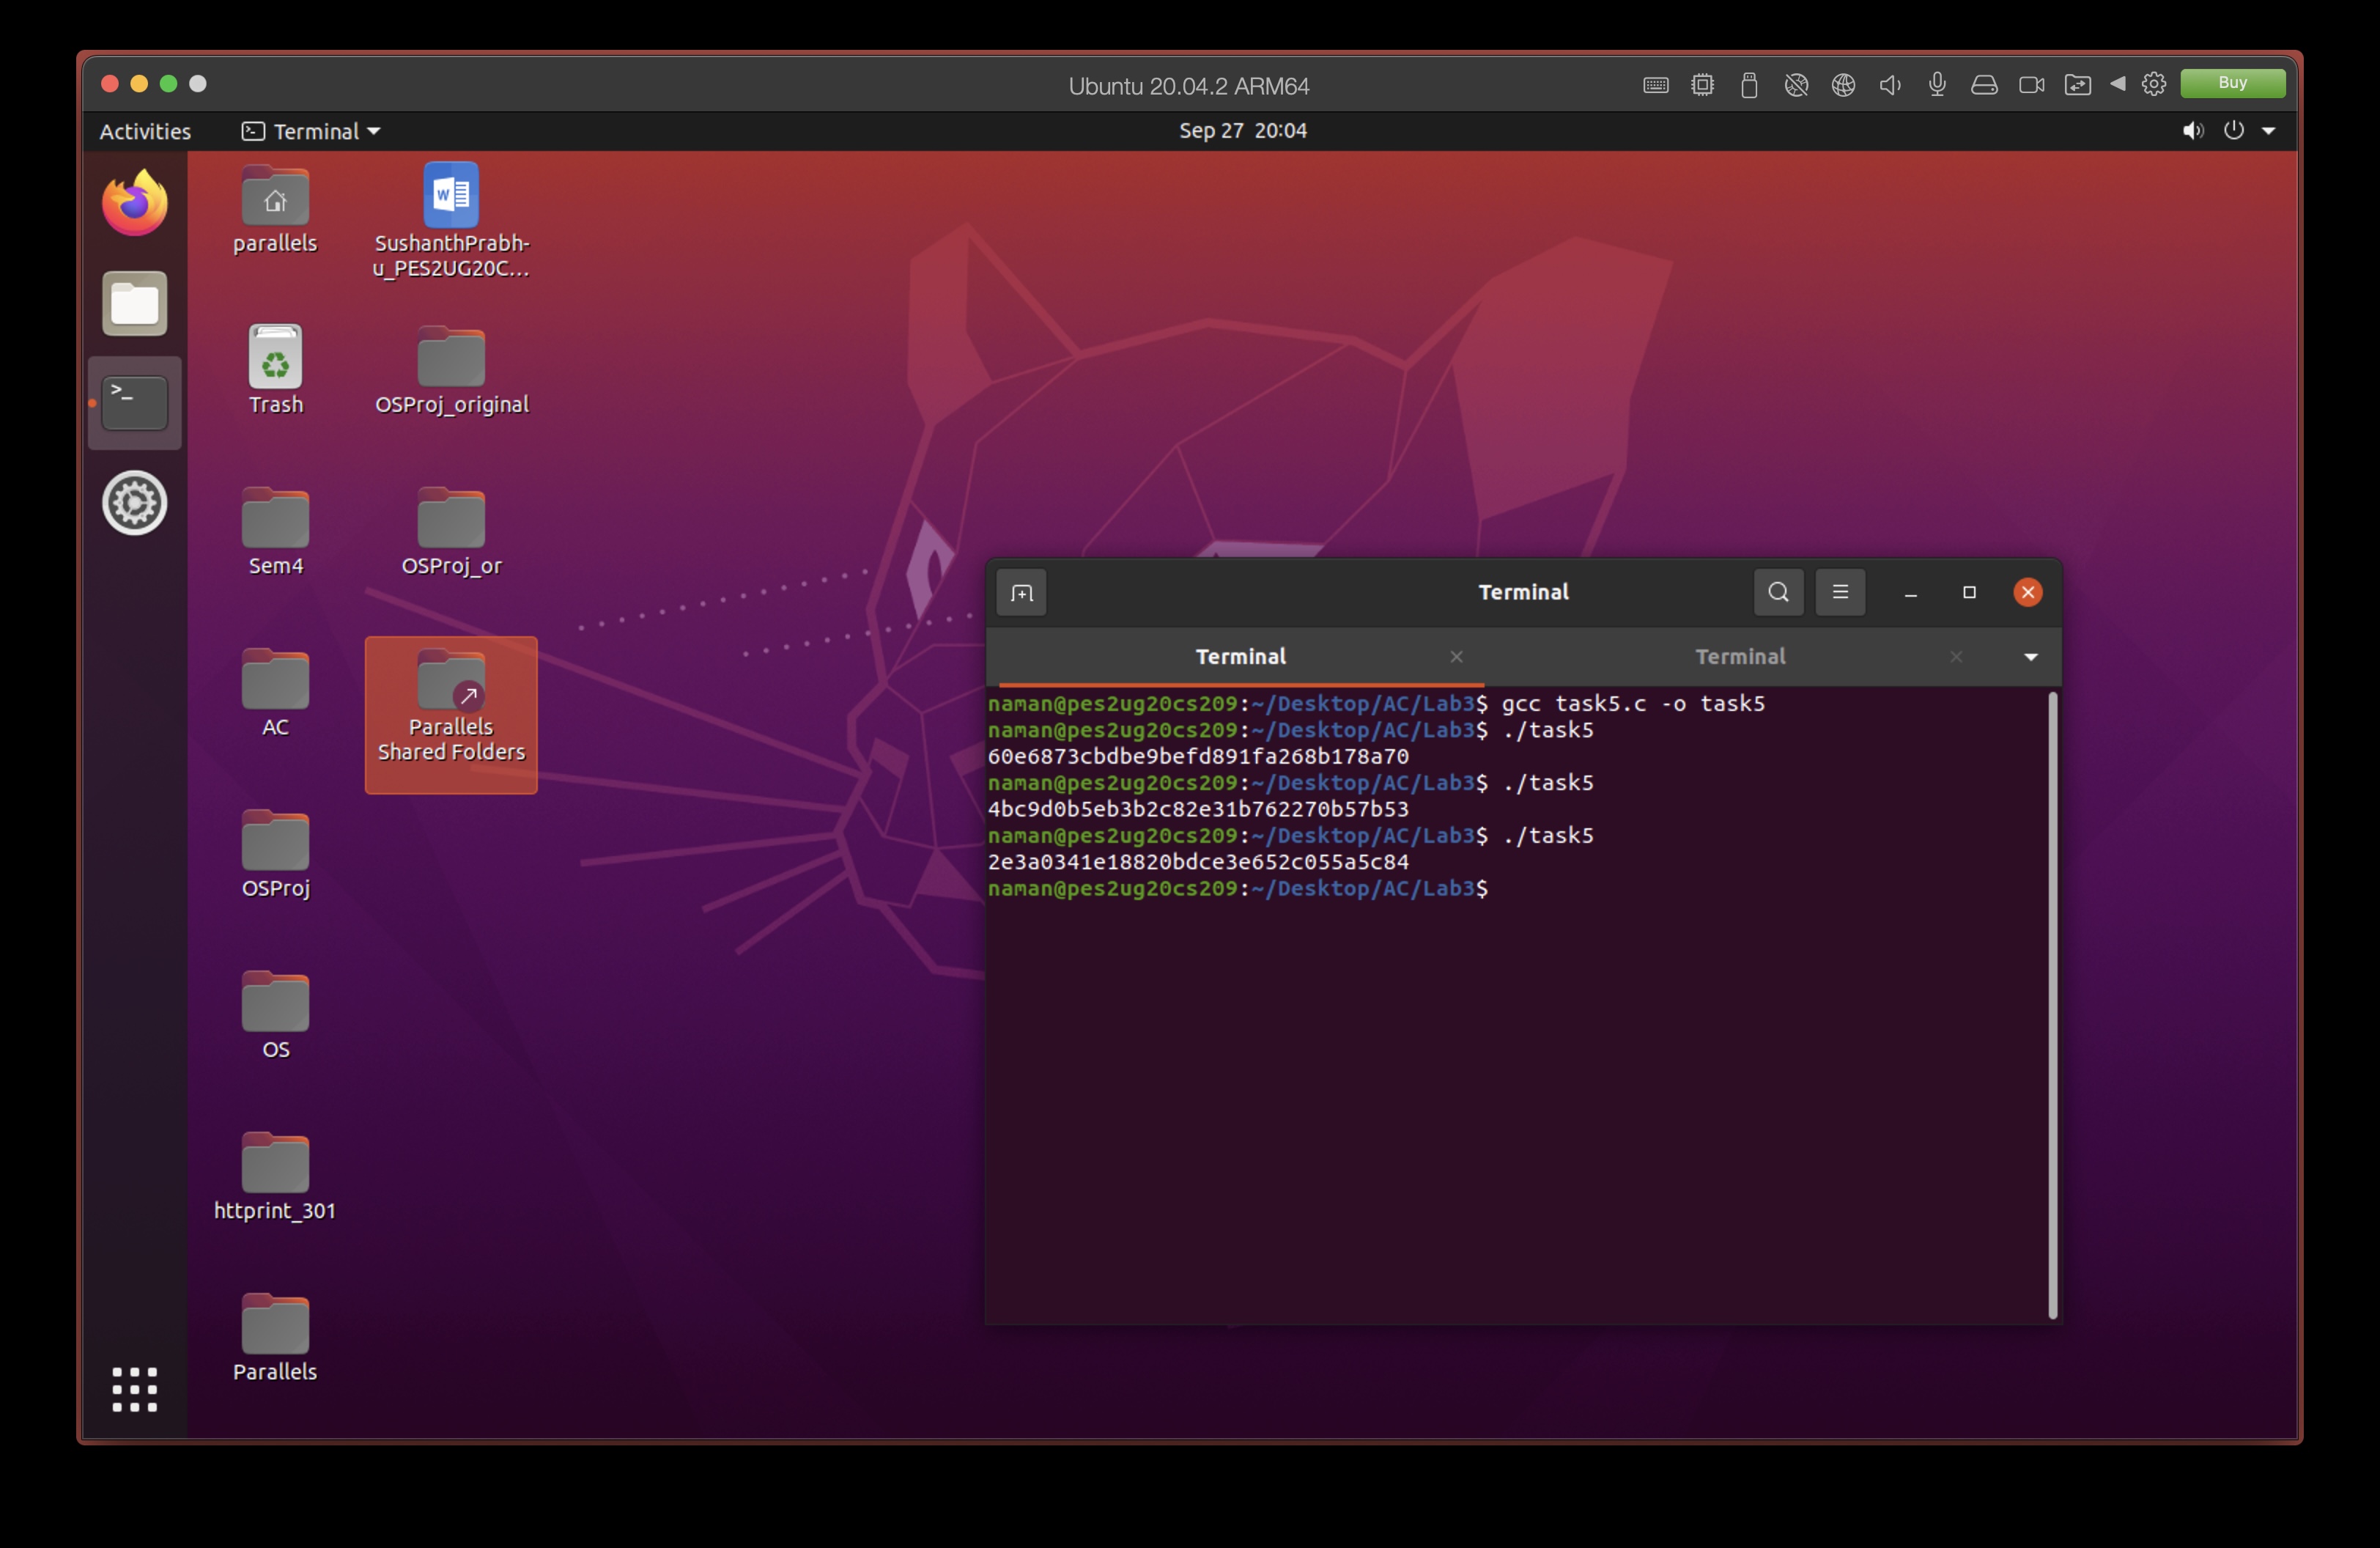 Ubuntu 20.04.2 ARM64
Buy
Activities
Terminal
Sep 27 20:04
parallels
SushanthPrabh-
u_PES2UG20C...
Trash
OSProj_original
Sem4
OSProj_or
AC
Parallels
Shared Folders
OSProj
OS
httprint_301
Parallels
Terminal
Terminal
Terminal
naman@pes2ug20cs209:~/Desktop/AC/Lab3$ gcc task5.c -o task5
naman@pes2ug20cs209:~/Desktop/AC/Lab3$ ./task5
60e6873cbdbe9befd891fa268b178a70
naman@pes2ug20cs209:~/Desktop/AC/Lab3$ ./task5
4bc9d0b5eb3b2c82e31b762270b57b53
naman@pes2ug20cs209:~/Desktop/AC/Lab3$ ./task5
2e3a0341e18820bdce3e652c055a5c84
naman@pes2ug20cs209:~/Desktop/AC/Lab3$